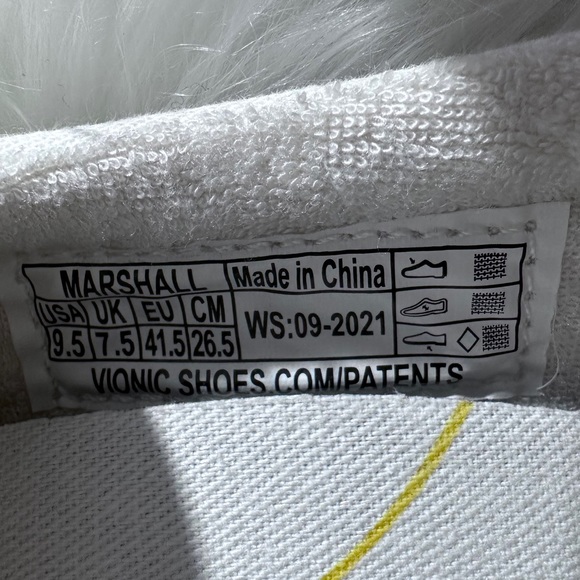 MARSHALL Made in China
USA UK EU CM
WS:09-2021
9.5 7.5 41.5 26.5
VIONIC SHOES.COM/PATENTS